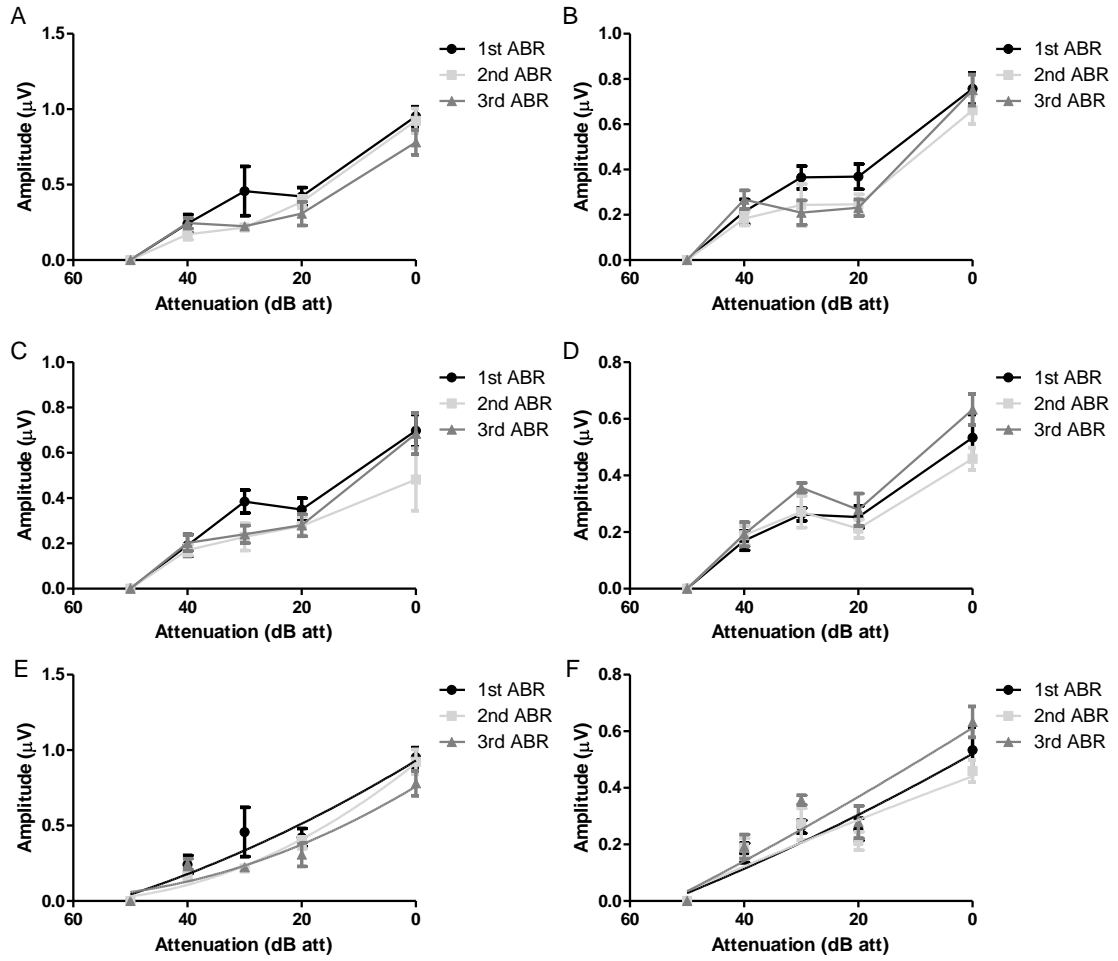 A
1.5
1.0
0.5
0.0
60
40
20
0
Amplitude (μV)
Attenuation (dB att)
1st ABR
2nd ABR
3rd ABR
B
1.0
0.8
0.6
0.4
0.2
0.0
60
40
20
0
Amplitude (μV)
Attenuation (dB att)
1st ABR
2nd ABR
3rd ABR
C
1.0
0.8
0.6
0.4
0.2
0.0
60
40
20
0
Amplitude (μV)
Attenuation (dB att)
1st ABR
2nd ABR
3rd ABR
D
0.8
0.6
0.4
0.2
0.0
60
40
20
0
Amplitude (μV)
Attenuation (dB att)
1st ABR
2nd ABR
3rd ABR
E
1.5
1.0
0.5
0.0
60
40
20
0
Amplitude (μV)
Attenuation (dB att)
1st ABR
2nd ABR
3rd ABR
F
0.8
0.6
0.4
0.2
0.0
60
40
20
0
Amplitude (μV)
Attenuation (dB att)
1st ABR
2nd ABR
3rd ABR